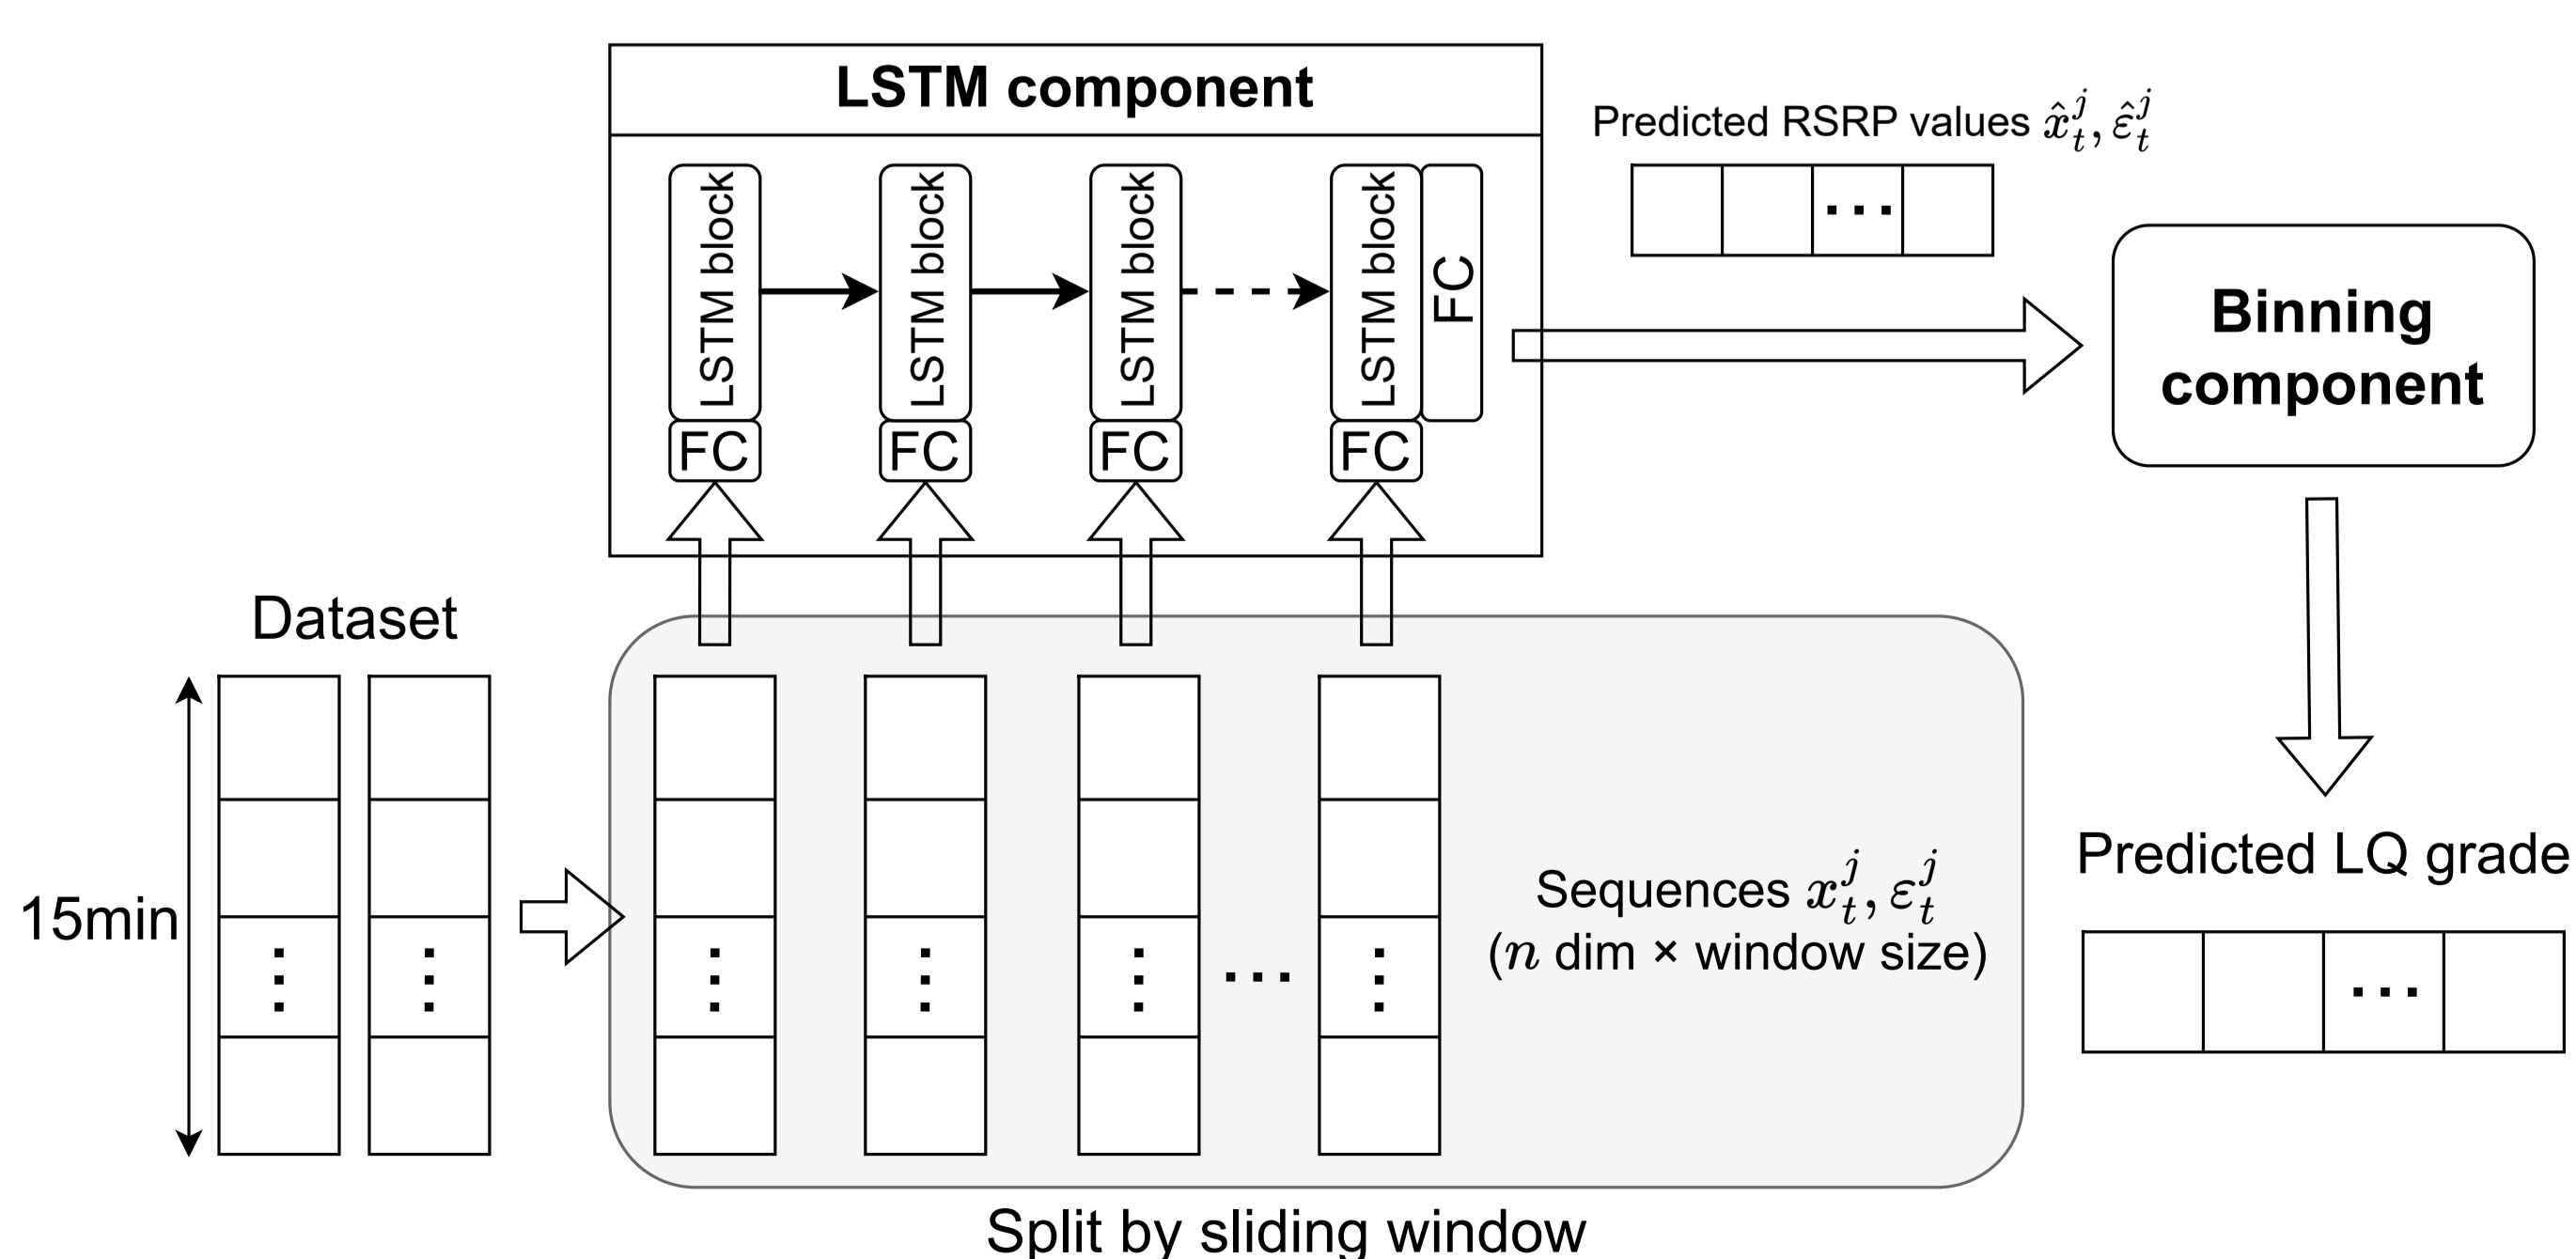 LSTM component
Predicted RSRP values x̂ₜʲ, ε̂ₜʲ
LSTM block
LSTM block
LSTM block
LSTM block
FC
FC
FC
FC
FC
Binning
component
Dataset
15min
Sequences xₜʲ, εₜʲ
(n dim × window size)
Predicted LQ grade
Split by sliding window